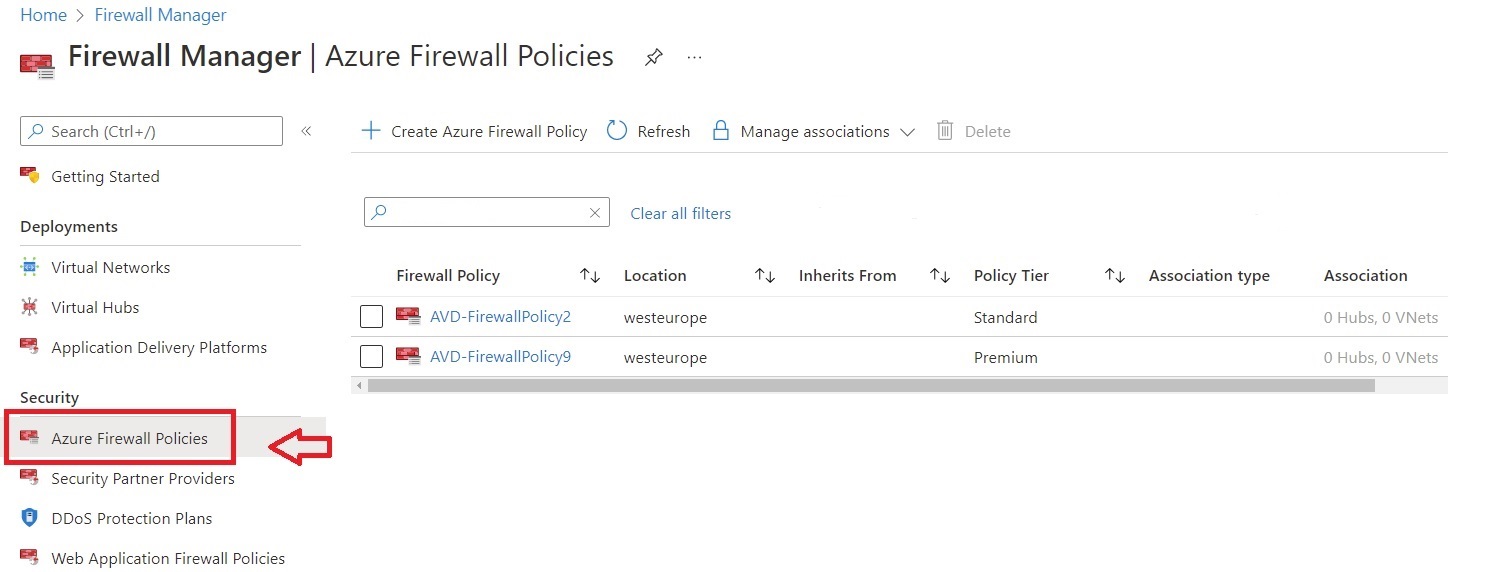 Home > Firewall Manager
Firewall Manager | Azure Firewall Policies ...
Search (Ctrl+/) «
Getting Started
Deployments
Virtual Networks
Virtual Hubs
Application Delivery Platforms
Security
Azure Firewall Policies
Security Partner Providers
DDoS Protection Plans
Web Application Firewall Policies
Create Azure Firewall Policy Refresh Manage associations Delete
Clear all filters
Firewall Policy Location Inherits From Policy Tier Association type Association
AVD-FirewallPolicy2 westeurope Standard 0 Hubs, 0 VNets
AVD-FirewallPolicy9 westeurope Premium 0 Hubs, 0 VNets